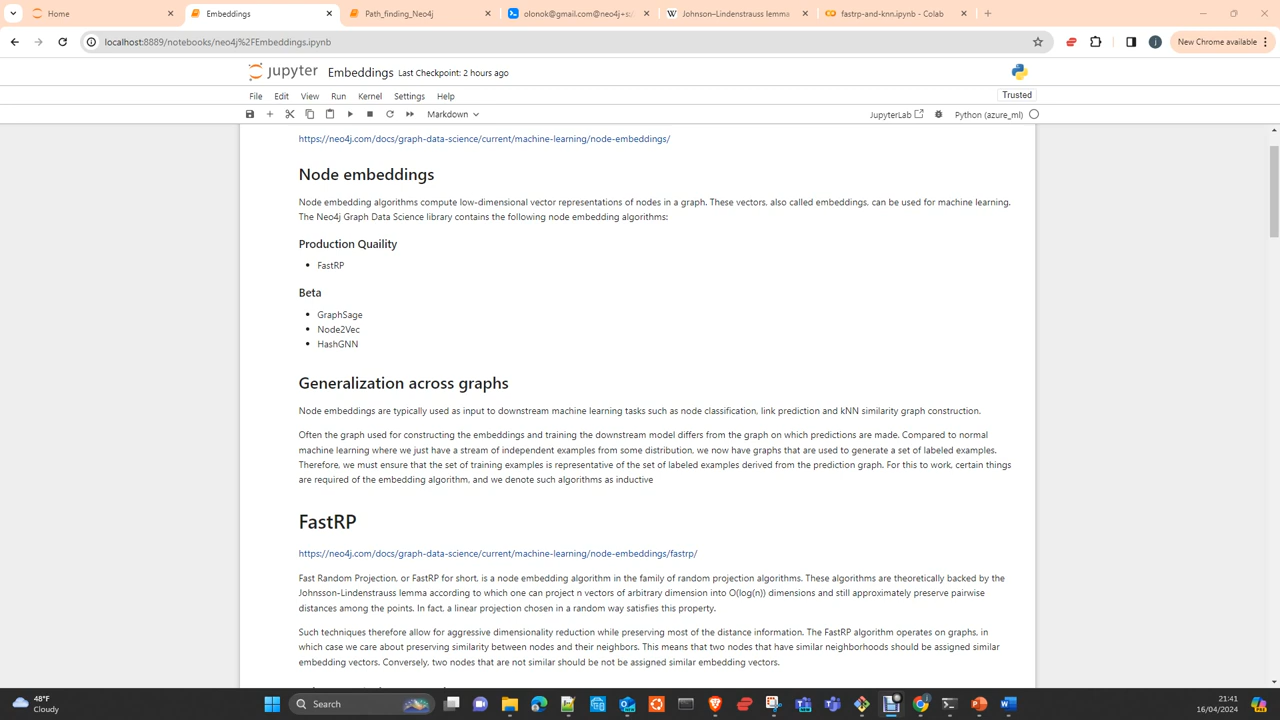 Home
Embeddings
Path_finding_Neo4j
olonok@gmail.com@neo4j+s:/
Johnson–Lindenstrauss lemma
fastrp-and-knn.ipynb - Colab
localhost:8889/notebooks/neo4j%2FEmbeddings.ipynb
New Chrome available
jupyter Embeddings Last Checkpoint: 2 hours ago
File Edit View Run Kernel Settings Help
Trusted
Markdown
JupyterLab
Python (azure_ml)
https://neo4j.com/docs/graph-data-science/current/machine-learning/node-embeddings/
Node embeddings
Node embedding algorithms compute low-dimensional vector representations of nodes in a graph. These vectors, also called embeddings, can be used for machine learning.
The Neo4j Graph Data Science library contains the following node embedding algorithms:
Production Quaility
• FastRP
Beta
• GraphSage
• Node2Vec
• HashGNN
Generalization across graphs
Node embeddings are typically used as input to downstream machine learning tasks such as node classification, link prediction and kNN similarity graph construction.
Often the graph used for constructing the embeddings and training the downstream model differs from the graph on which predictions are made. Compared to normal
machine learning where we just have a stream of independent examples from some distribution, we now have graphs that are used to generate a set of labeled examples.
Therefore, we must ensure that the set of training examples is representative of the set of labeled examples derived from the prediction graph. For this to work, certain things
are required of the embedding algorithm, and we denote such algorithms as inductive
FastRP
https://neo4j.com/docs/graph-data-science/current/machine-learning/node-embeddings/fastrp/
Fast Random Projection, or FastRP for short, is a node embedding algorithm in the family of random projection algorithms. These algorithms are theoretically backed by the
Johnsson-Lindenstrauss lemma according to which one can project n vectors of arbitrary dimension into O(log(n)) dimensions and still approximately preserve pairwise
distances among the points. In fact, a linear projection chosen in a random way satisfies this property.
Such techniques therefore allow for aggressive dimensionality reduction while preserving most of the distance information. The FastRP algorithm operates on graphs, in
which case we care about preserving similarity between nodes and their neighbors. This means that two nodes that have similar neighborhoods should be assigned similar
embedding vectors. Conversely, two nodes that are not similar should be not be assigned similar embedding vectors.
48°F
Cloudy
Search
21:41
16/04/2024